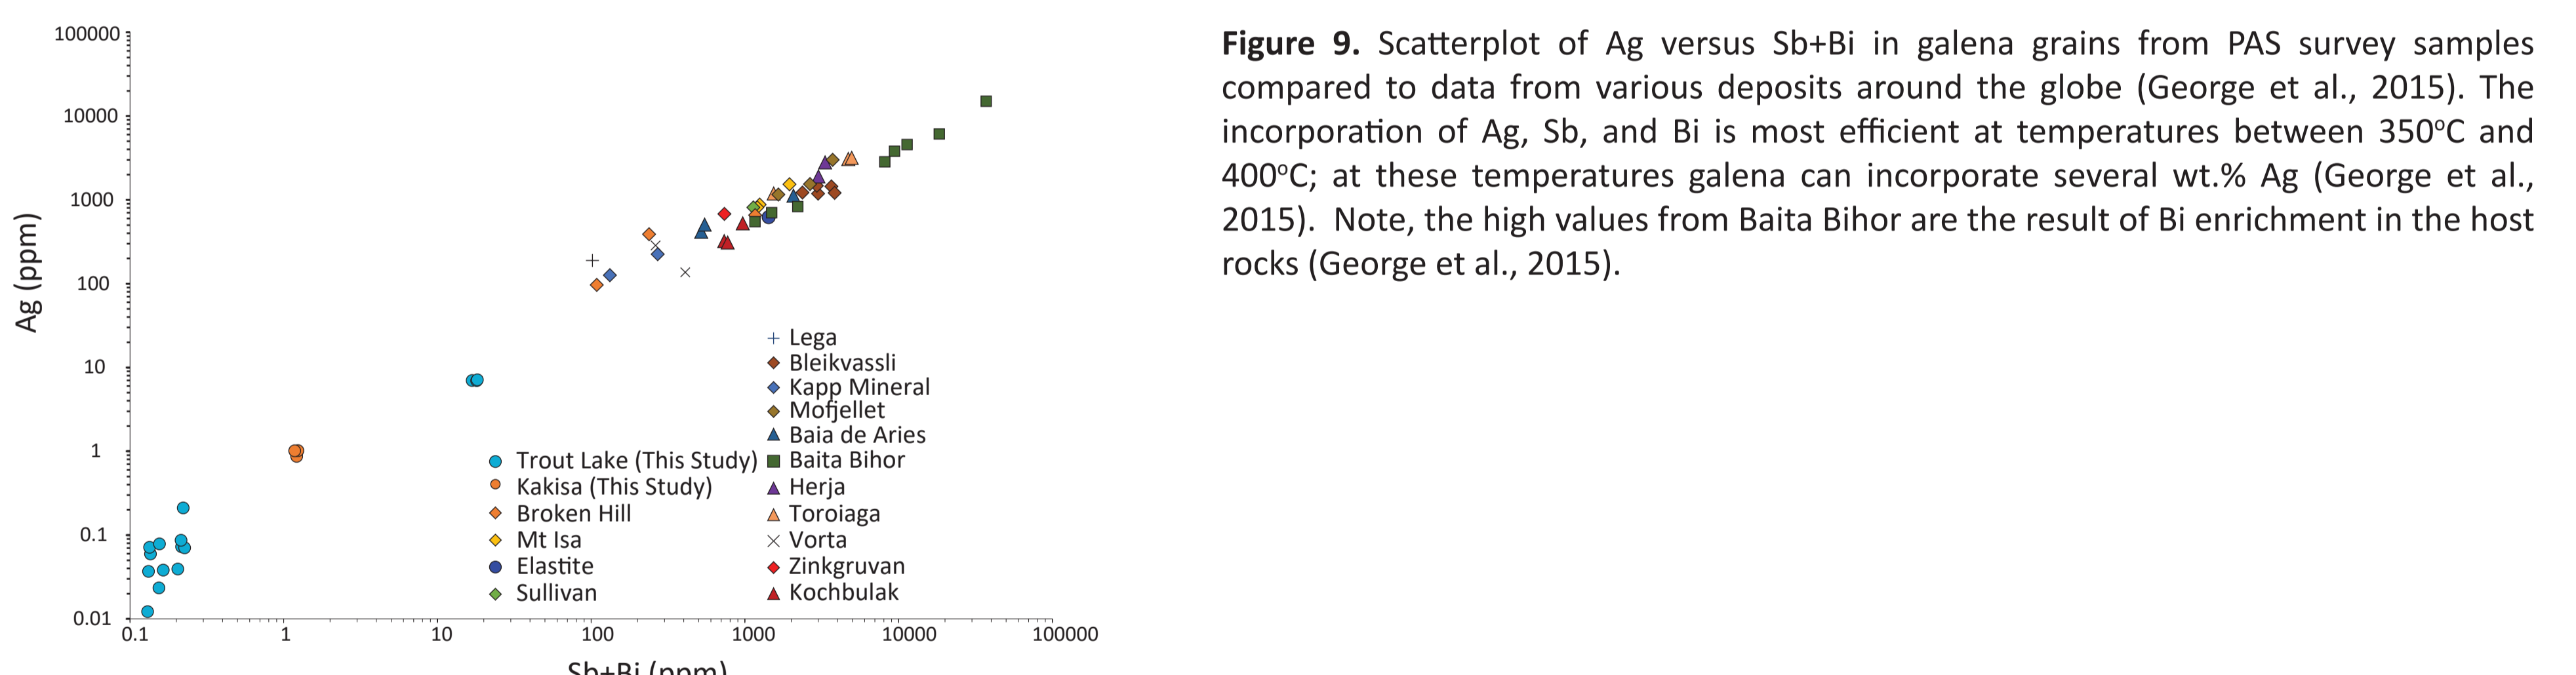 100000
10000
1000
100
10
1
0.1
0.01
Ag (ppm)
0.1 1 10 100 1000 10000 100000
Sb+Bi (ppm)
Trout Lake (This Study)
Kakisa (This Study)
Broken Hill
Mt Isa
Elastite
Sullivan
Lega
Bleikvassli
Kapp Mineral
Mofjellet
Baia de Aries
Baita Bihor
Herja
Toroiaga
Vorta
Zinkgruvan
Kochbulak
Figure 9. Scatterplot of Ag versus Sb+Bi in galena grains from PAS survey samples
compared to data from various deposits around the globe (George et al., 2015). The
incorporation of Ag, Sb, and Bi is most efficient at temperatures between 350°C and
400°C; at these temperatures galena can incorporate several wt.% Ag (George et al.,
2015). Note, the high values from Baita Bihor are the result of Bi enrichment in the host
rocks (George et al., 2015).